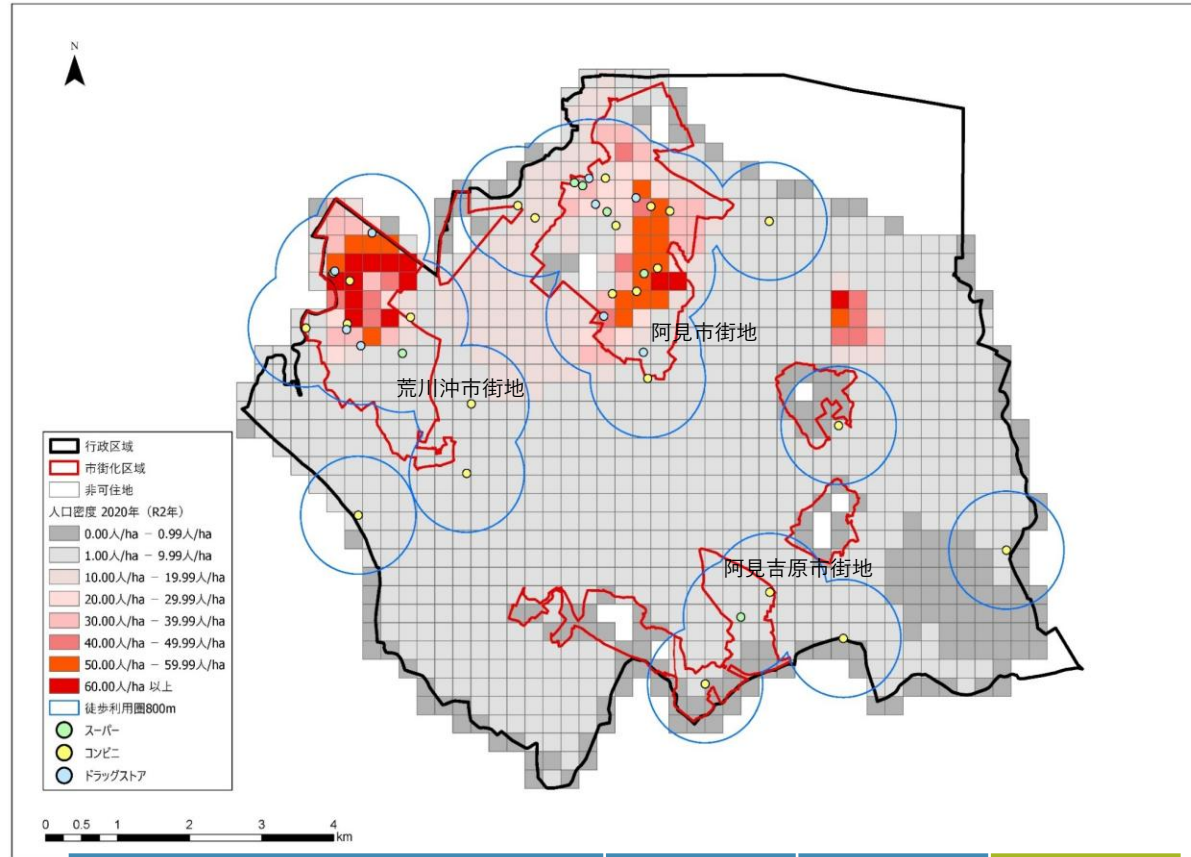 N
阿見市街地
荒川沖市街地
阿見吉原市街地
行政区域
市街化区域
非可住地
人口密度 2020年（R2年）
0.00人/ha － 0.99人/ha
1.00人/ha － 9.99人/ha
10.00人/ha － 19.99人/ha
20.00人/ha － 29.99人/ha
30.00人/ha － 39.99人/ha
40.00人/ha － 49.99人/ha
50.00人/ha － 59.99人/ha
60.00人/ha 以上
徒歩利用圏800m
スーパー
コンビニ
ドラッグストア
0 0.5 1 2 3 4
km